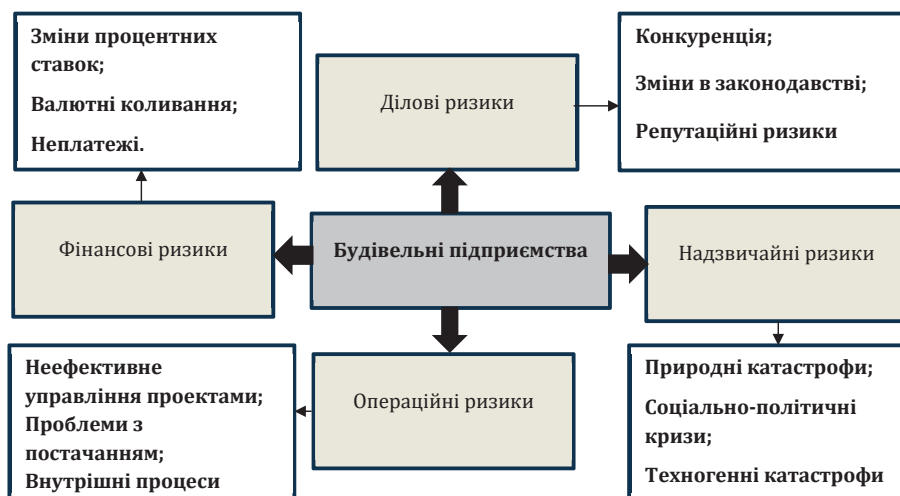 Зміни процентних
ставок;
Валютні коливання;
Неплатежі.
Ділові ризики
Конкуренція;
Зміни в законодавстві;
Репутаційні ризики
Фінансові ризики
Будівельні підприємства
Надзвичайні ризики
Неефективне
управління проектами;
Проблеми з
постачанням;
Внутрішні процеси
Операційні ризики
Природні катастрофи;
Соціально-політичні
кризи;
Техногенні катастрофи